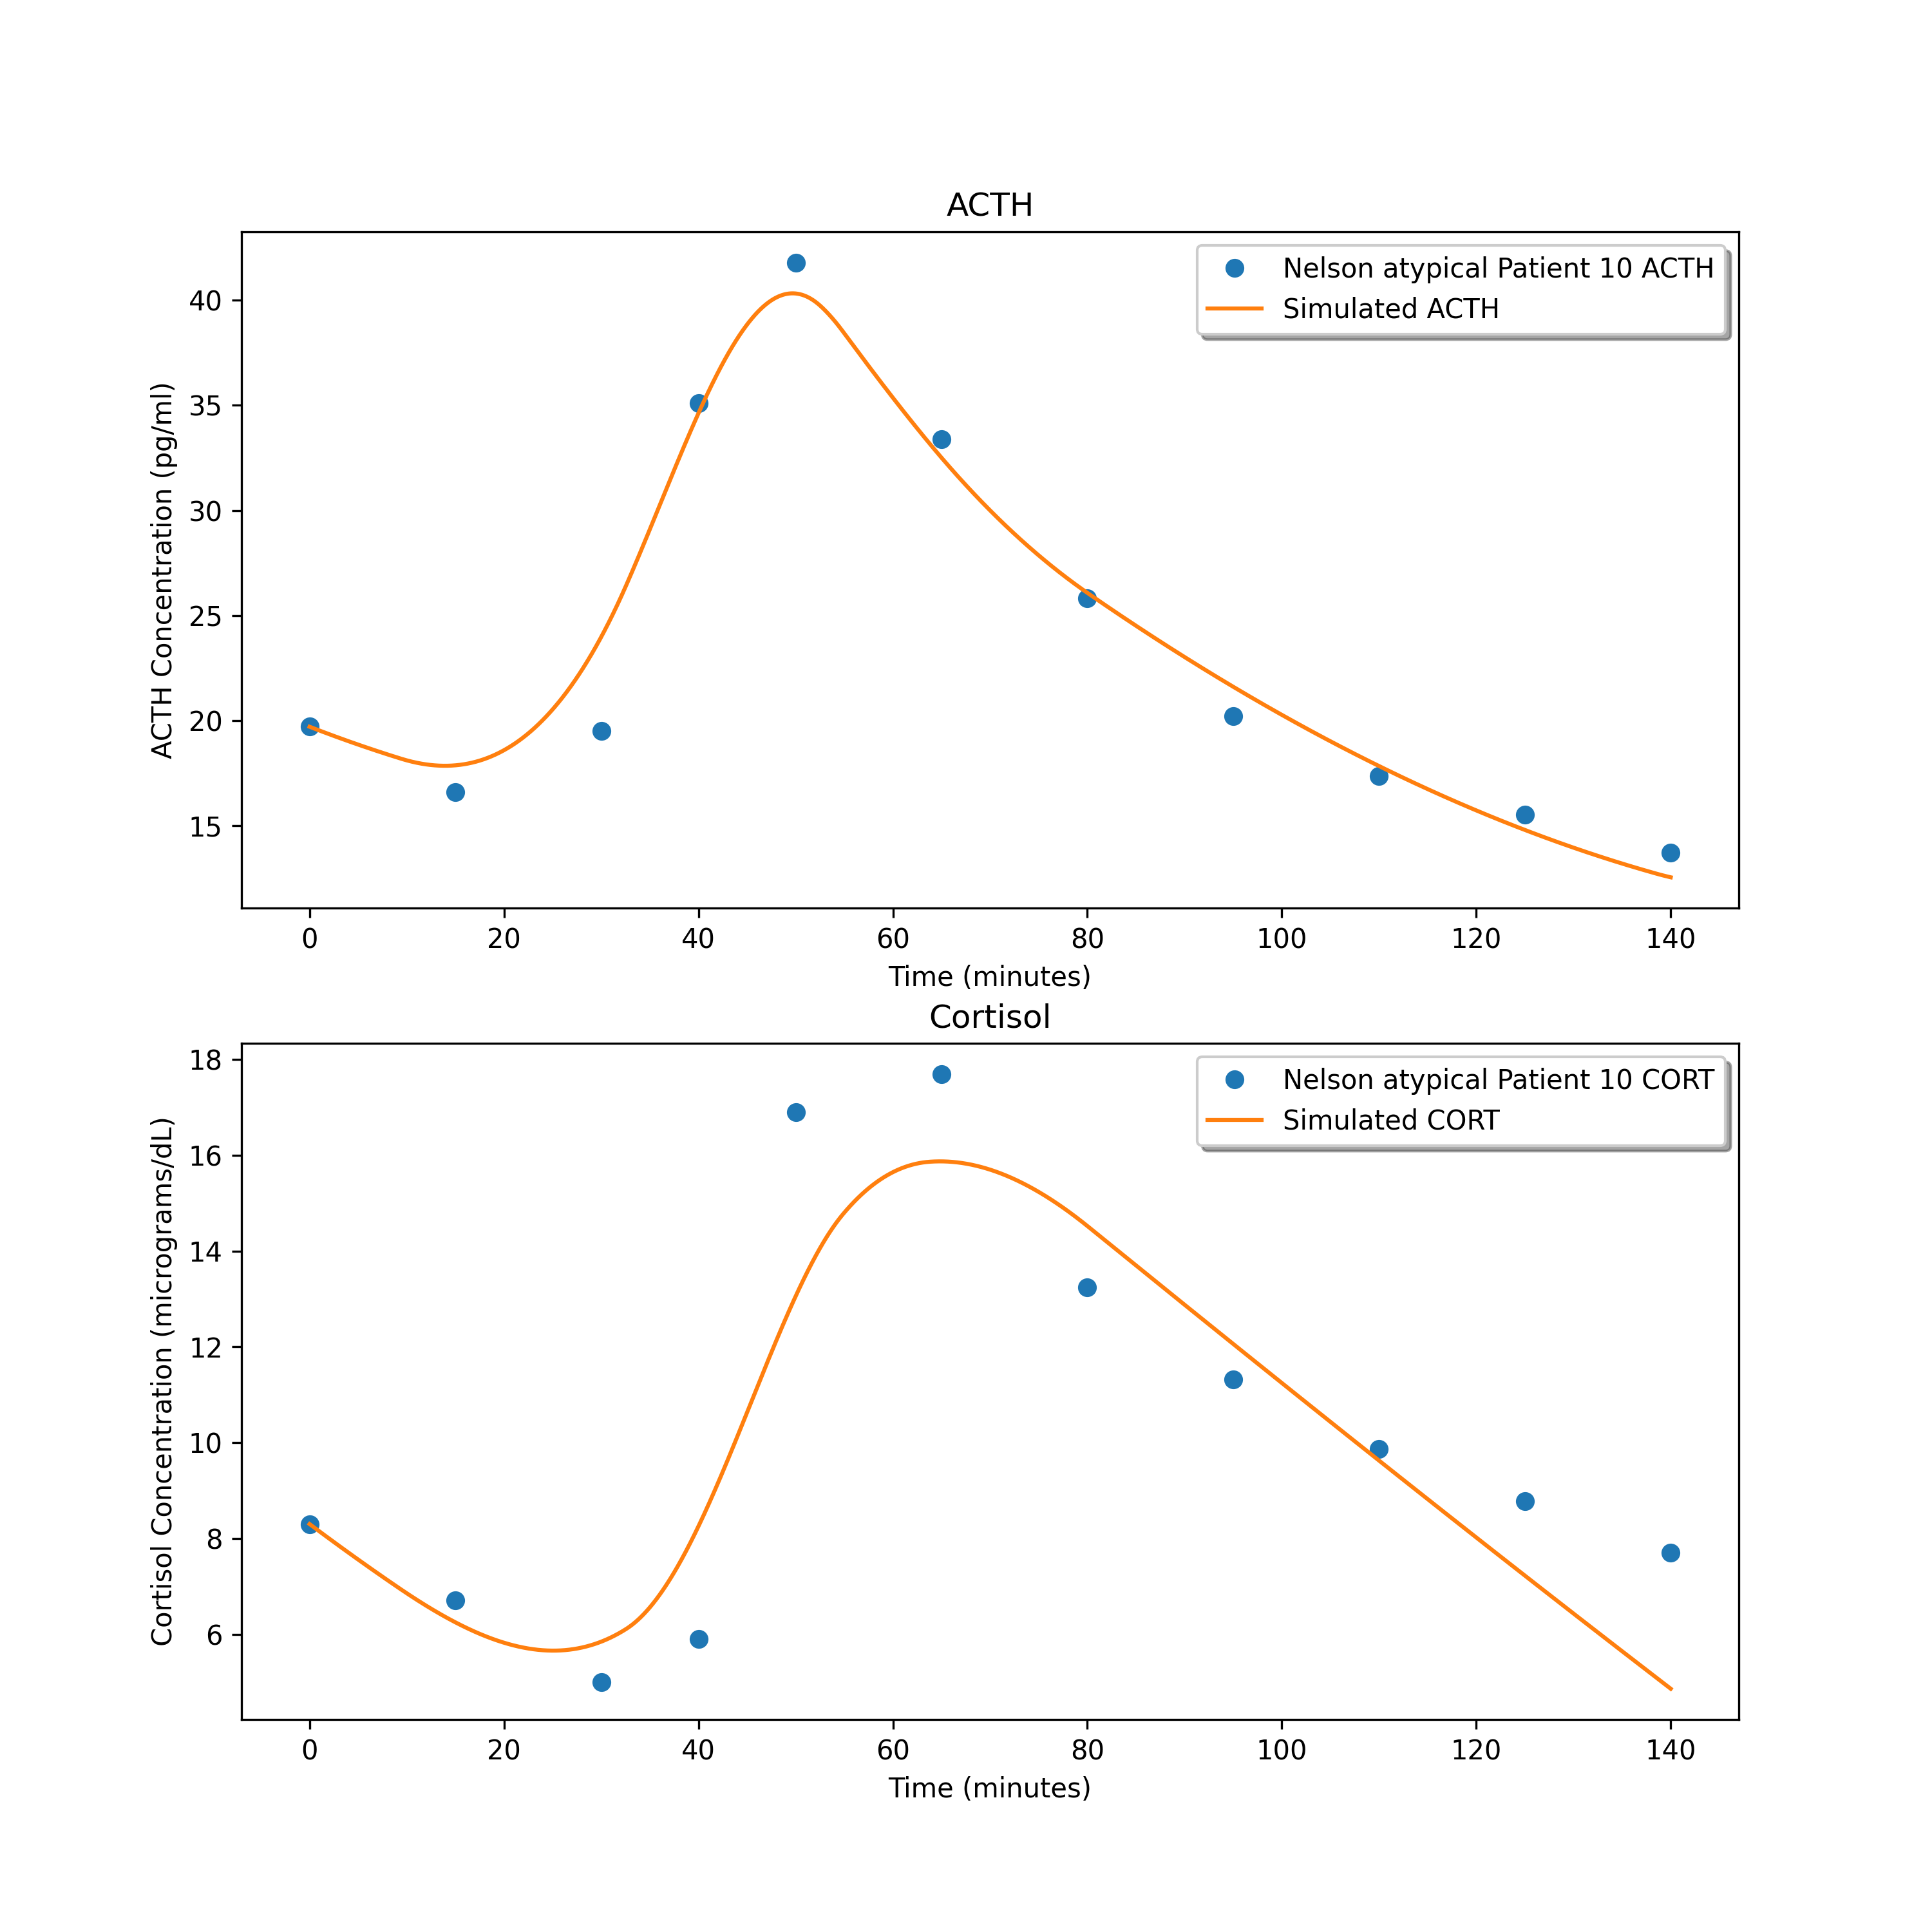 ACTH
Nelson atypical Patient 10 ACTH
Simulated ACTH
ACTH Concentration (pg/ml)
40
35
30
25
20
15
0 20 40 60 80 100 120 140
Time (minutes)
Cortisol
Nelson atypical Patient 10 CORT
Simulated CORT
Cortisol Concentration (micrograms/dL)
18
16
14
12
10
8
6
0 20 40 60 80 100 120 140
Time (minutes)